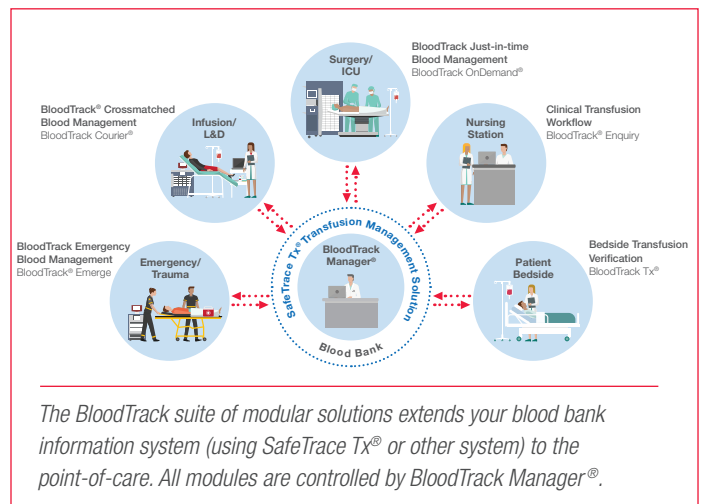 Surgery/
ICU
BloodTrack Just-in-time
Blood Management
BloodTrack OnDemand®
BloodTrack® Crossmatched
Blood Management
BloodTrack Courier®
Infusion/
L&D
Nursing
Station
Clinical Transfusion
Workflow
BloodTrack® Enquiry
SafeTrace Tx® Transfusion Management Solution
BloodTrack
Manager®
Blood Bank
BloodTrack Emergency
Blood Management
BloodTrack® Emerge
Emergency/
Trauma
Patient
Bedside
Bedside Transfusion
Verification
BloodTrack Tx®
The BloodTrack suite of modular solutions extends your blood bank
information system (using SafeTrace Tx® or other system) to the
point-of-care. All modules are controlled by BloodTrack Manager®.